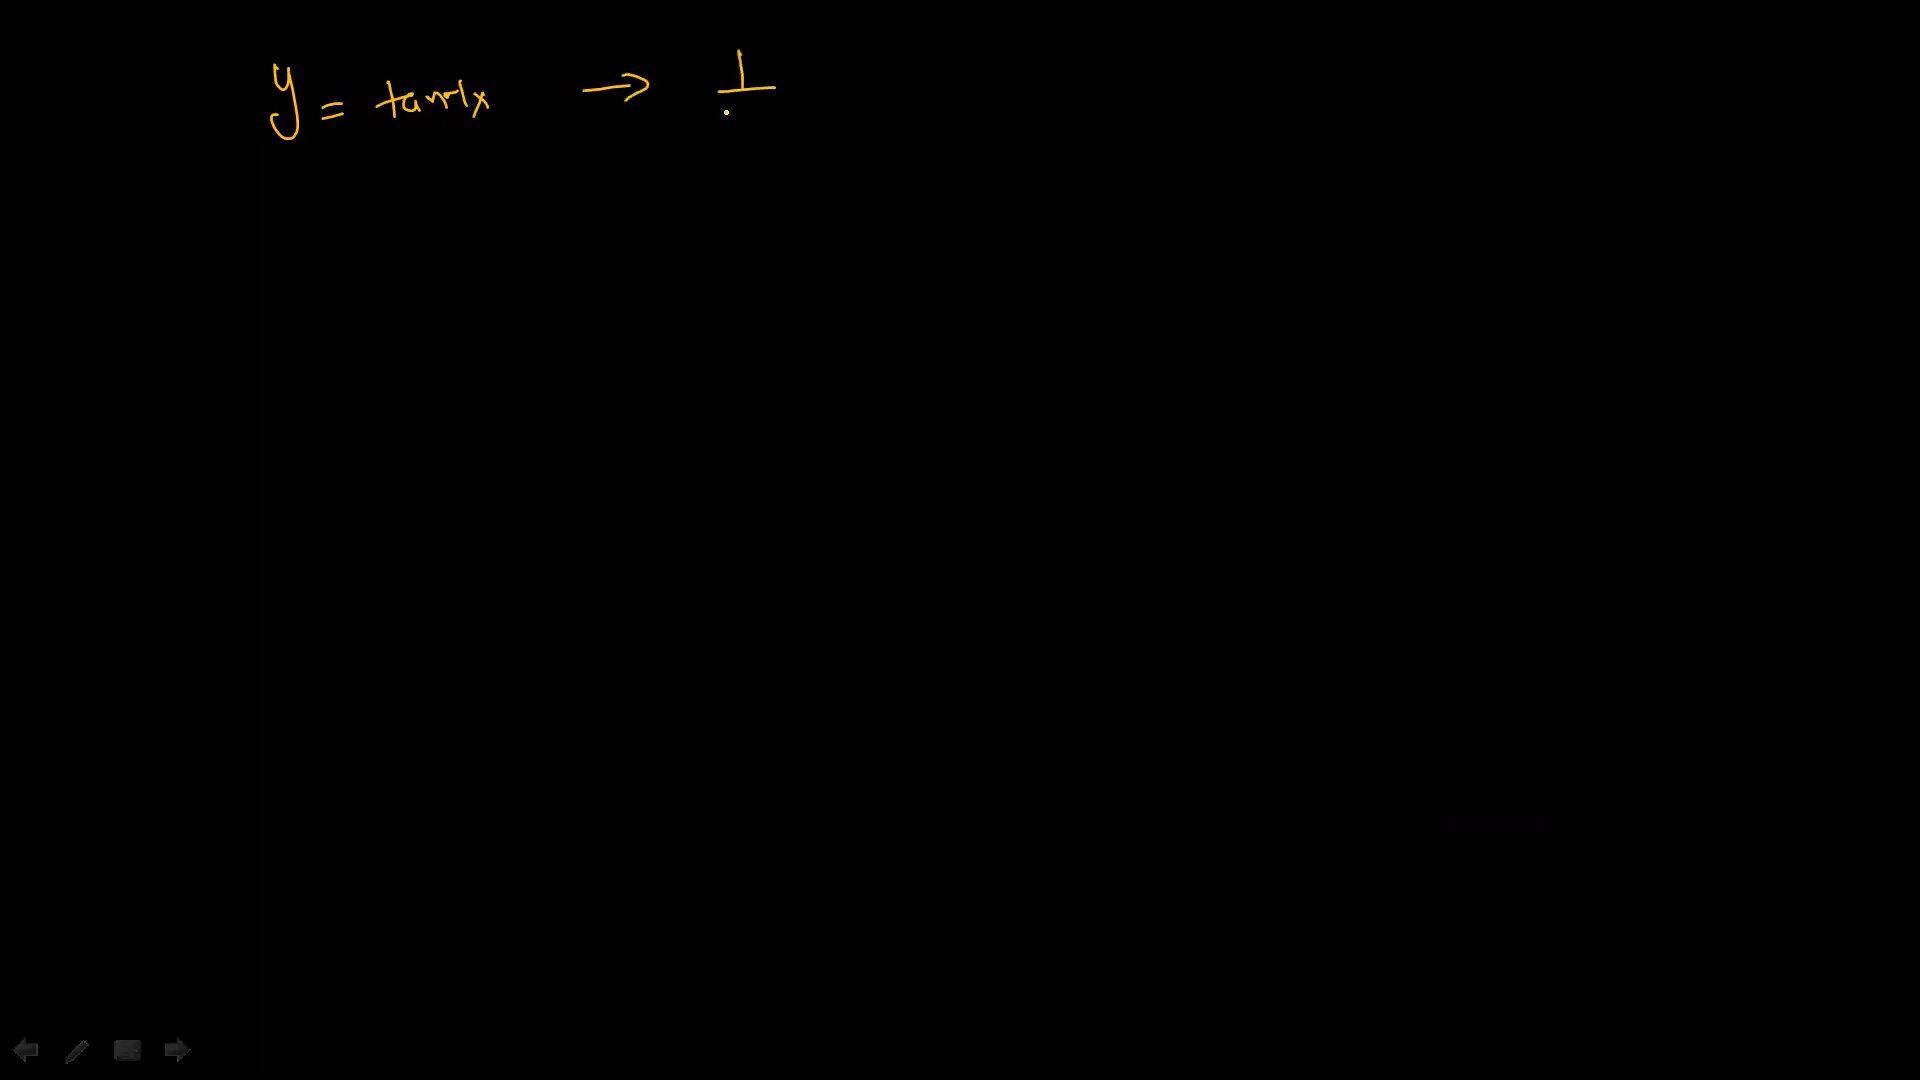 y = tan⁻¹x → 1/